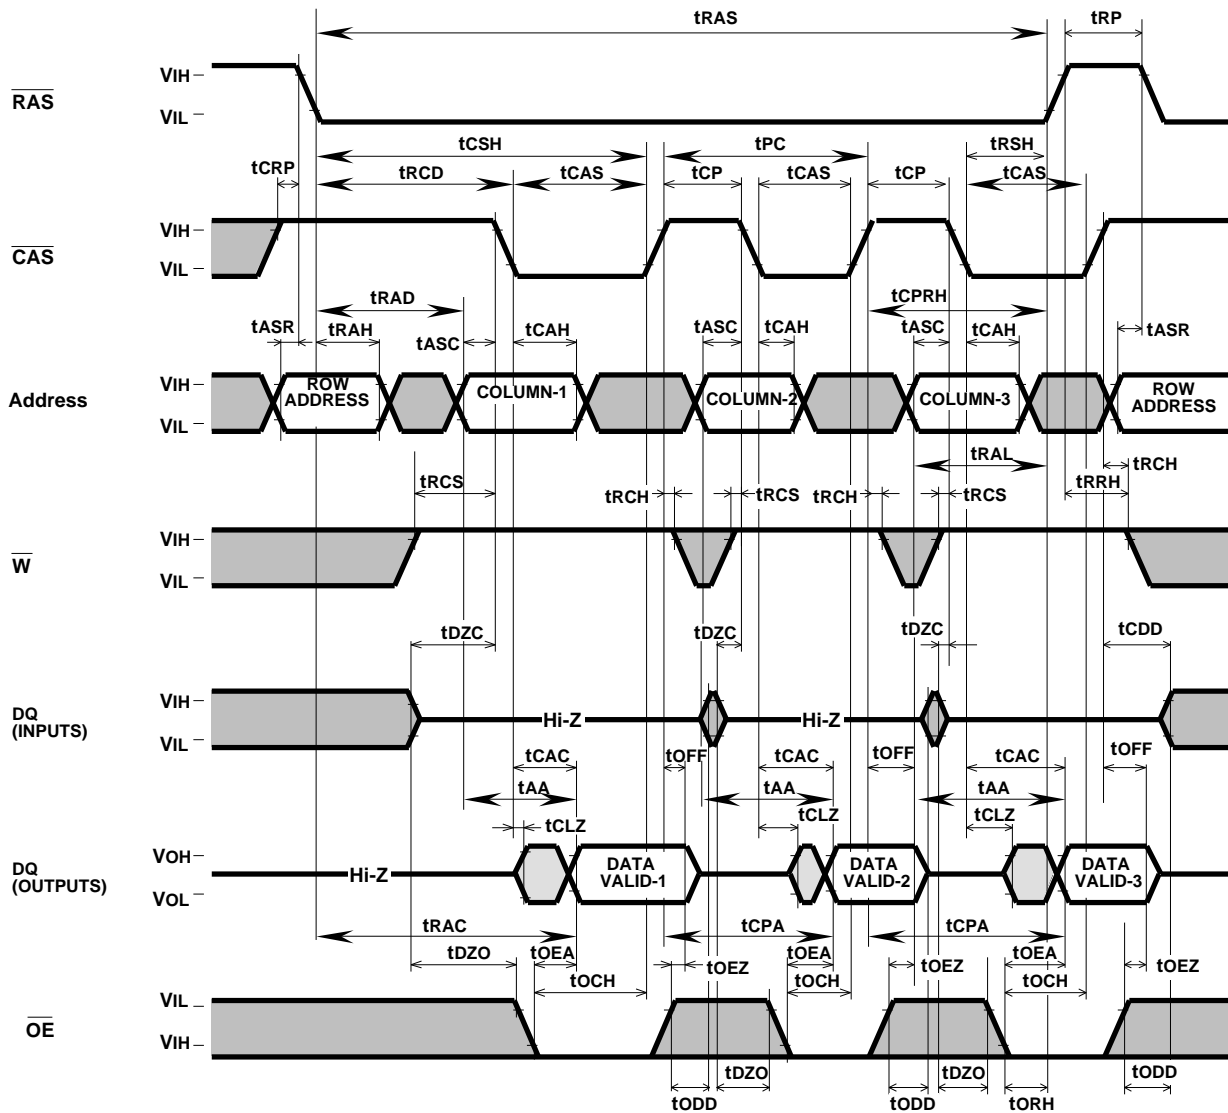 tRAS
tRP
VIH
RAS
VIL
tCSH
tPC
tRSH
tCRP
tRCD
tCAS
tCP
tCAS
tCP
tCAS
VIH
CAS
VIL
tRAD
tCPRH
tASR
tRAH
tASC
tCAH
tASC
tCAH
tASC
tCAH
tASR
VIH
Address
VIL
ROW
ADDRESS
COLUMN-1
COLUMN-2
COLUMN-3
ROW
ADDRESS
tRAL
tRCH
tRCS
tRCH
tRCS
tRCH
tRCS
tRRH
VIH
W
VIL
tDZC
tDZC
tDZC
tCDD
VIH
DQ
(INPUTS)
VIL
Hi-Z
Hi-Z
tCAC
tOFF
tCAC
tOFF
tCAC
tOFF
tAA
tAA
tAA
tCLZ
tCLZ
tCLZ
VOH
DQ
(OUTPUTS)
VOL
Hi-Z
DATA
VALID-1
DATA
VALID-2
DATA
VALID-3
tRAC
tCPA
tCPA
tDZO
tOEA
tOEZ
tOEA
tOEZ
tOEA
tOEZ
tOCH
tOCH
tOCH
VIL
OE
VIH
tDZO
tDZO
tODD
tODD
tODD
tORH